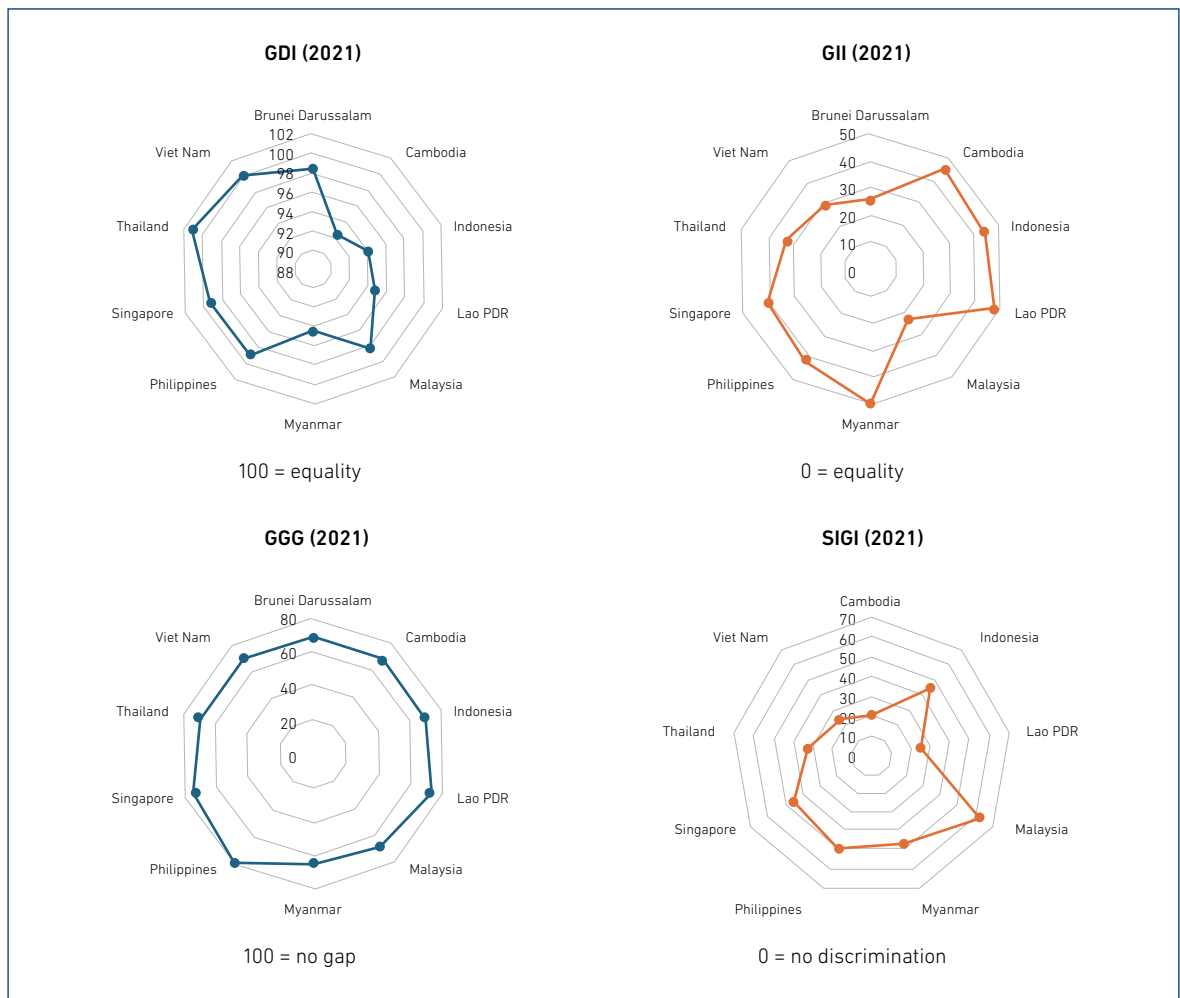 GDI (2021)
Brunei Darussalam
102
100
98
96
94
92
90
88
Cambodia
Indonesia
Lao PDR
Malaysia
Myanmar
Philippines
Singapore
Thailand
Viet Nam
100 = equality
GII (2021)
Brunei Darussalam
50
40
30
20
10
0
Cambodia
Indonesia
Lao PDR
Malaysia
Myanmar
Philippines
Singapore
Thailand
Viet Nam
0 = equality
GGG (2021)
Brunei Darussalam
80
60
40
20
0
Cambodia
Indonesia
Lao PDR
Malaysia
Myanmar
Philippines
Singapore
Thailand
Viet Nam
100 = no gap
SIGI (2021)
Cambodia
70
60
50
40
30
20
10
0
Indonesia
Lao PDR
Malaysia
Myanmar
Philippines
Singapore
Thailand
Viet Nam
0 = no discrimination